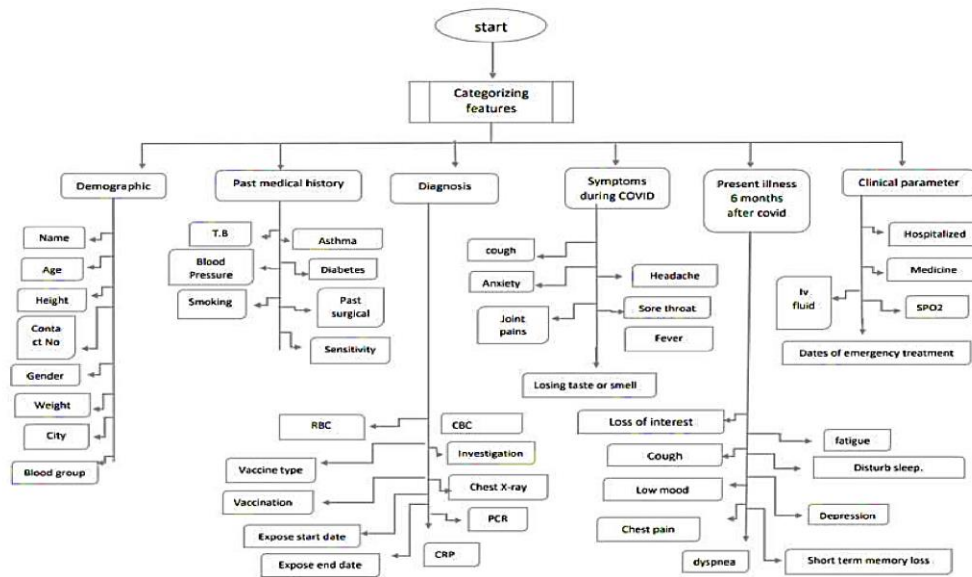 start
Categorizing
features
Demographic
Past medical history
Diagnosis
Symptoms
during COVID
Present illness
6 months
after covid
Clinical parameter
Name
Age
Height
Conta
ct No
Gender
Weight
City
Blood group
T.B
Asthma
Blood
Pressure
Diabetes
Smoking
Past
surgical
Sensitivity
RBC
CBC
Investigation
Vaccine type
Chest X-ray
Vaccination
PCR
Expose start date
CRP
Expose end date
cough
Headache
Anxiety
Sore throat
Joint
pains
Fever
Losing taste or smell
Loss of interest
fatigue
Cough
Disturb sleep.
Low mood
Depression
Chest pain
Short term memory loss
dyspnea
Hospitalized
Medicine
Iv
fluid
SPO2
Dates of emergency treatment